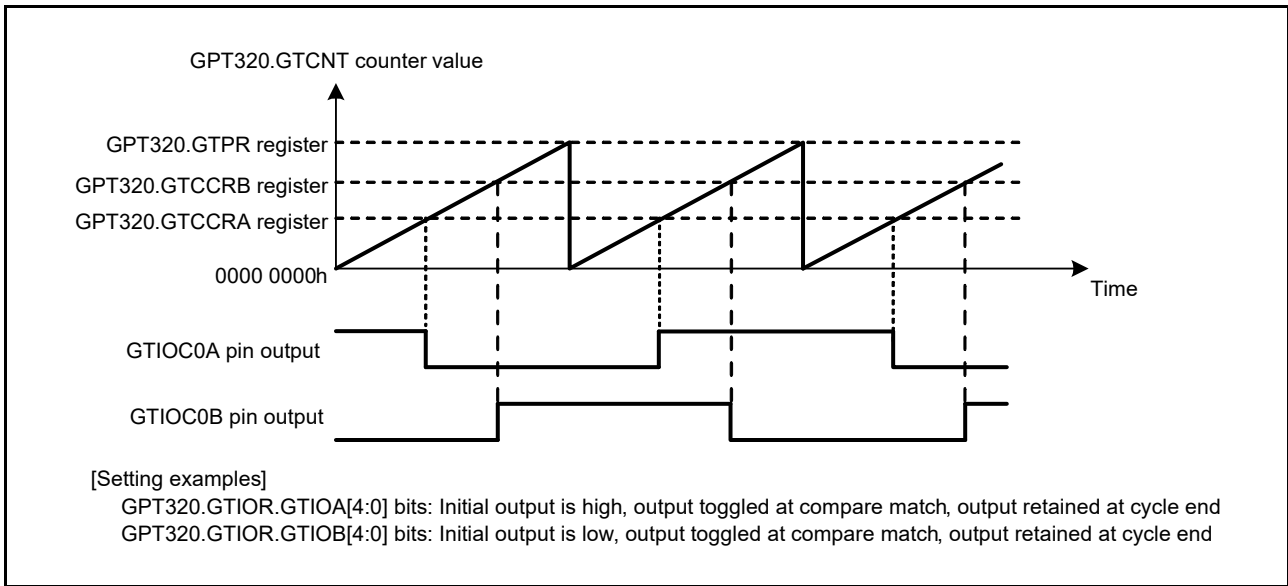 GPT320.GTCNT counter value
GPT320.GTPR register
GPT320.GTCCRB register
GPT320.GTCCRA register
0000 0000h
Time
GTIOC0A pin output
GTIOC0B pin output
[Setting examples]
GPT320.GTIOR.GTIOA[4:0] bits: Initial output is high, output toggled at compare match, output retained at cycle end
GPT320.GTIOR.GTIOB[4:0] bits: Initial output is low, output toggled at compare match, output retained at cycle end